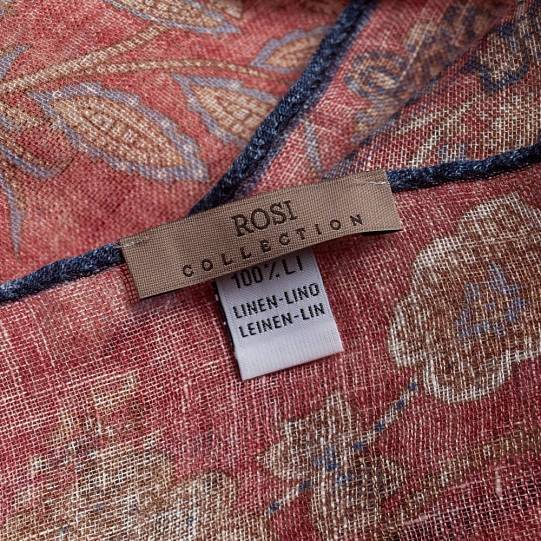 ROSI
COLLECTION
100% LI
LINEN-LINO
LEINEN-LIN